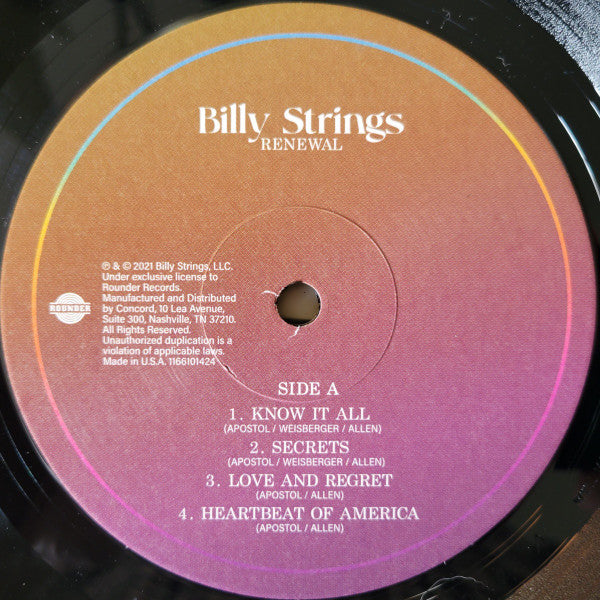 Billy Strings
RENEWAL
℗ & © 2021 Billy Strings, LLC.
Under exclusive license to
Rounder Records.
Manufactured and Distributed
by Concord, 10 Lea Avenue,
Suite 300, Nashville, TN 37210.
All Rights Reserved.
Unauthorized duplication is a
violation of applicable laws.
Made in U.S.A. 1166101424
ROUNDER
SIDE A
1. KNOW IT ALL
(APOSTOL / WEISBERGER / ALLEN)
2. SECRETS
(APOSTOL / WEISBERGER / ALLEN)
3. LOVE AND REGRET
(APOSTOL / ALLEN)
4. HEARTBEAT OF AMERICA
(APOSTOL / ALLEN)